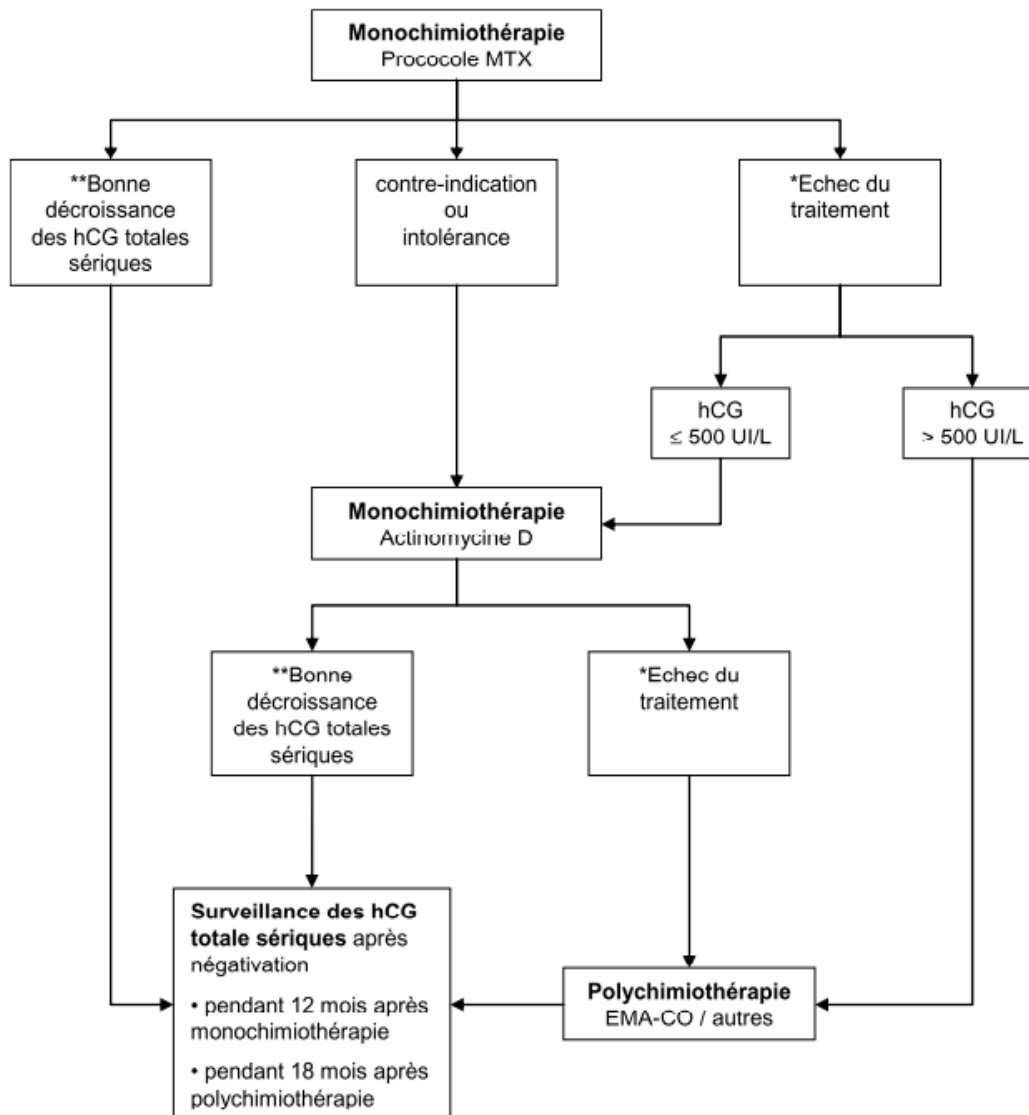 Monochimiothérapie
Prococole MTX
**Bonne
décroissance
des hCG totales
sériques
contre-indication
ou
intolérance
*Echec du
traitement
hCG
≤ 500 UI/L
hCG
> 500 UI/L
Monochimiothérapie
Actinomycine D
**Bonne
décroissance
des hCG totales
sériques
*Echec du
traitement
Surveillance des hCG
totale sériques après
négativation
• pendant 12 mois après
monochimiothérapie
• pendant 18 mois après
polychimiothérapie
Polychimiothérapie
EMA-CO / autres